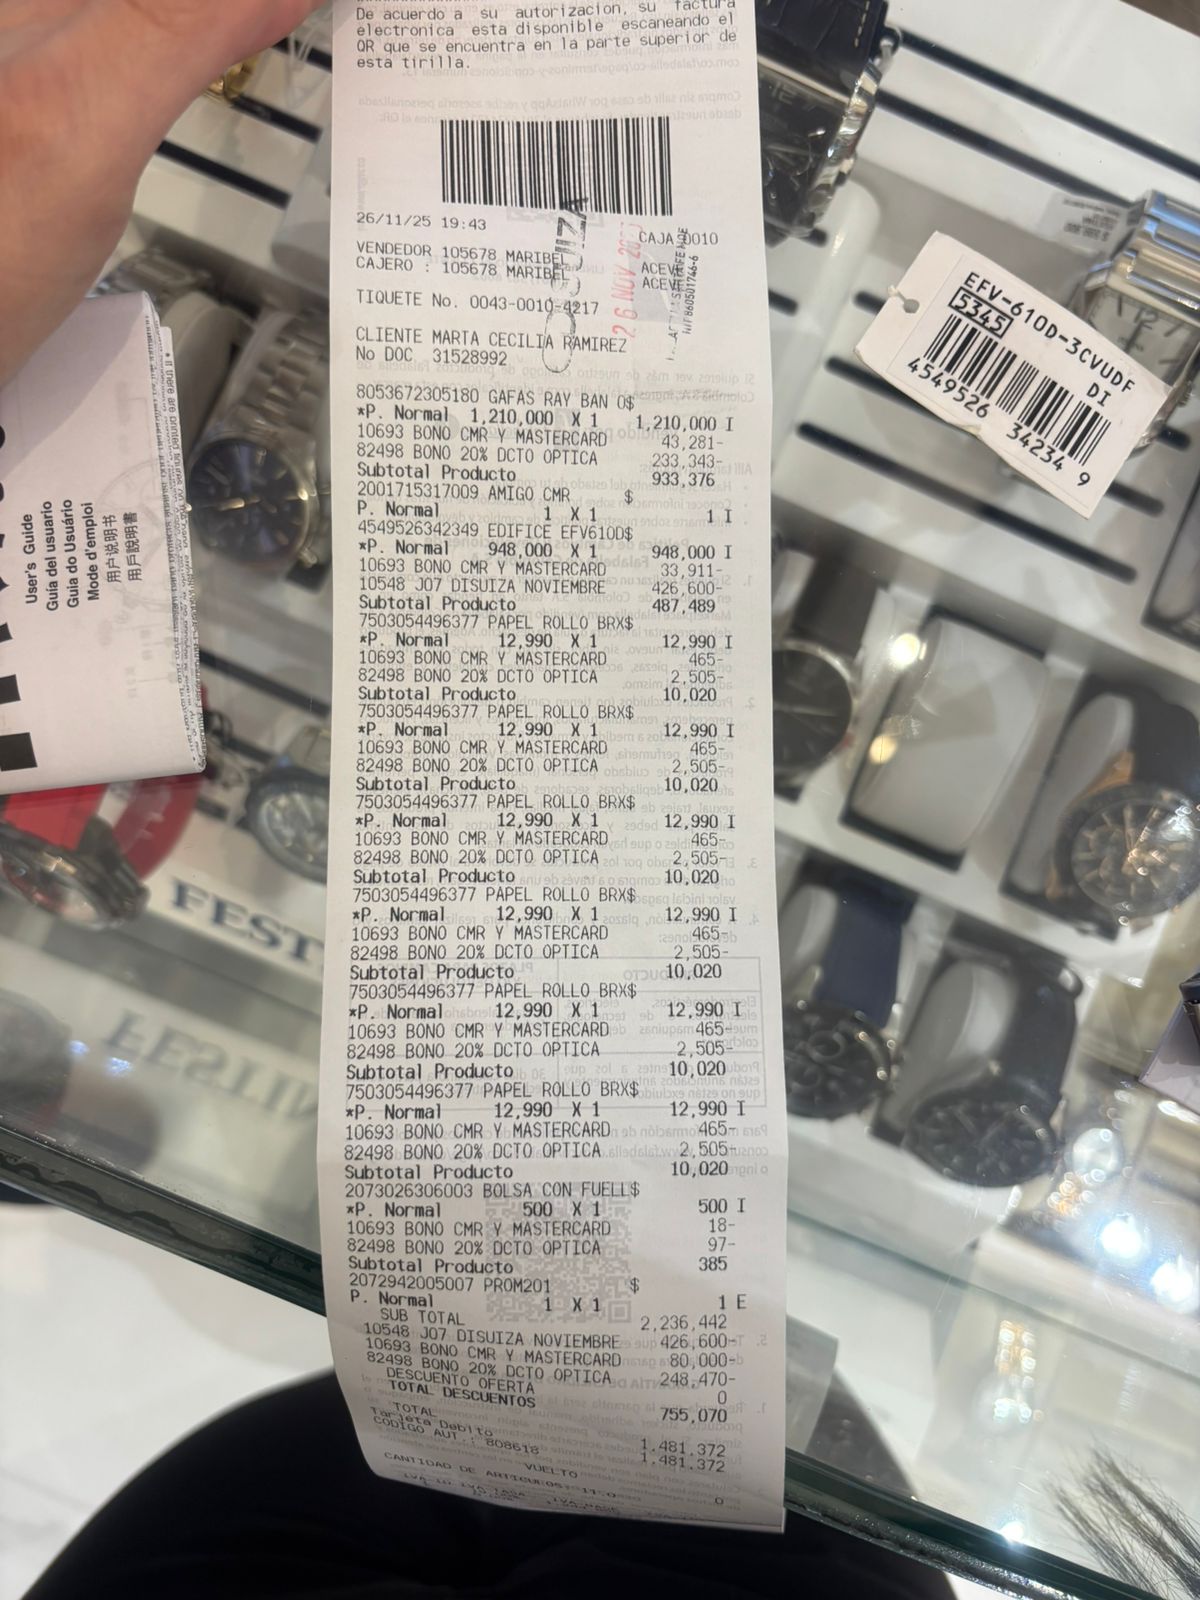 De acuerdo a su autorizacion, su factura
electronica esta disponible escaneando el
QR que se encuentra en la parte superior de
esta tirilla.
26/11/25 19:43
CAJA 0010
VENDEDOR 105678 MARIBEL ACEVE
CAJERO : 105678 MARIBEL ACEVE
26 NOV 20
TIQUETE No. 0043-0010-4217
CLIENTE MARTA CECILIA RAMIREZ
No DOC 31528992
8053672305180 GAFAS RAY BAN O$
*P. Normal 1,210,000 X 1 1,210,000 I
10693 BONO CMR Y MASTERCARD 43,281-
82498 BONO 20% DCTO OPTICA 233,343-
Subtotal Producto 933,376
2001715317009 AMIGO CMR $
P. Normal 1 X 1 1 I
4549526342349 EDIFICE EFV610D$
*P. Normal 948,000 X 1 948,000 I
10693 BONO CMR Y MASTERCARD 33,911-
10548 J07 DISUIZA NOVIEMBRE 426,600-
Subtotal Producto 487,489
7503054496377 PAPEL ROLLO BRX$
*P. Normal 12,990 X 1 12,990 I
10693 BONO CMR Y MASTERCARD 465-
82498 BONO 20% DCTO OPTICA 2,505-
Subtotal Producto 10,020
7503054496377 PAPEL ROLLO BRX$
*P. Normal 12,990 X 1 12,990 I
10693 BONO CMR Y MASTERCARD 465-
82498 BONO 20% DCTO OPTICA 2,505-
Subtotal Producto 10,020
7503054496377 PAPEL ROLLO BRX$
*P. Normal 12,990 X 1 12,990 I
10693 BONO CMR Y MASTERCARD 465-
82498 BONO 20% DCTO OPTICA 2,505-
Subtotal Producto 10,020
7503054496377 PAPEL ROLLO BRX$
*P. Normal 12,990 X 1 12,990 I
10693 BONO CMR Y MASTERCARD 465-
82498 BONO 20% DCTO OPTICA 2,505-
Subtotal Producto 10,020
7503054496377 PAPEL ROLLO BRX$
*P. Normal 12,990 X 1 12,990 I
10693 BONO CMR Y MASTERCARD 465-
82498 BONO 20% DCTO OPTICA 2,505-
Subtotal Producto 10,020
7503054496377 PAPEL ROLLO BRX$
*P. Normal 12,990 X 1 12,990 I
10693 BONO CMR Y MASTERCARD 465-
82498 BONO 20% DCTO OPTICA 2,505-
Subtotal Producto 10,020
2073026306003 BOLSA CON FUELL$
*P. Normal 500 X 1 500 I
10693 BONO CMR Y MASTERCARD 18-
82498 BONO 20% DCTO OPTICA 97-
Subtotal Producto 385
2072942005007 PROM201 $
P. Normal 1 X 1 1 E
SUB TOTAL 2,236,442
10548 J07 DISUIZA NOVIEMBRE 426,600-
10693 BONO CMR Y MASTERCARD 80,000-
82498 BONO 20% DCTO OPTICA 248,470-
DESCUENTO OFERTA 0
TOTAL DESCUENTOS 755,070
TOTAL 1.481.372
Tarjeta Debito 1.481.372
CODIGO AUT.: 808618
VUELTO 0
CANTIDAD DE ARTICULOS:
EFV-610D-3CVUDF
5345 DI
4549526 34234 9
User's Guide
Guía del usuario
Guia do Usuário
Mode d'emploi
用户说明书
用戶說明書
FEST